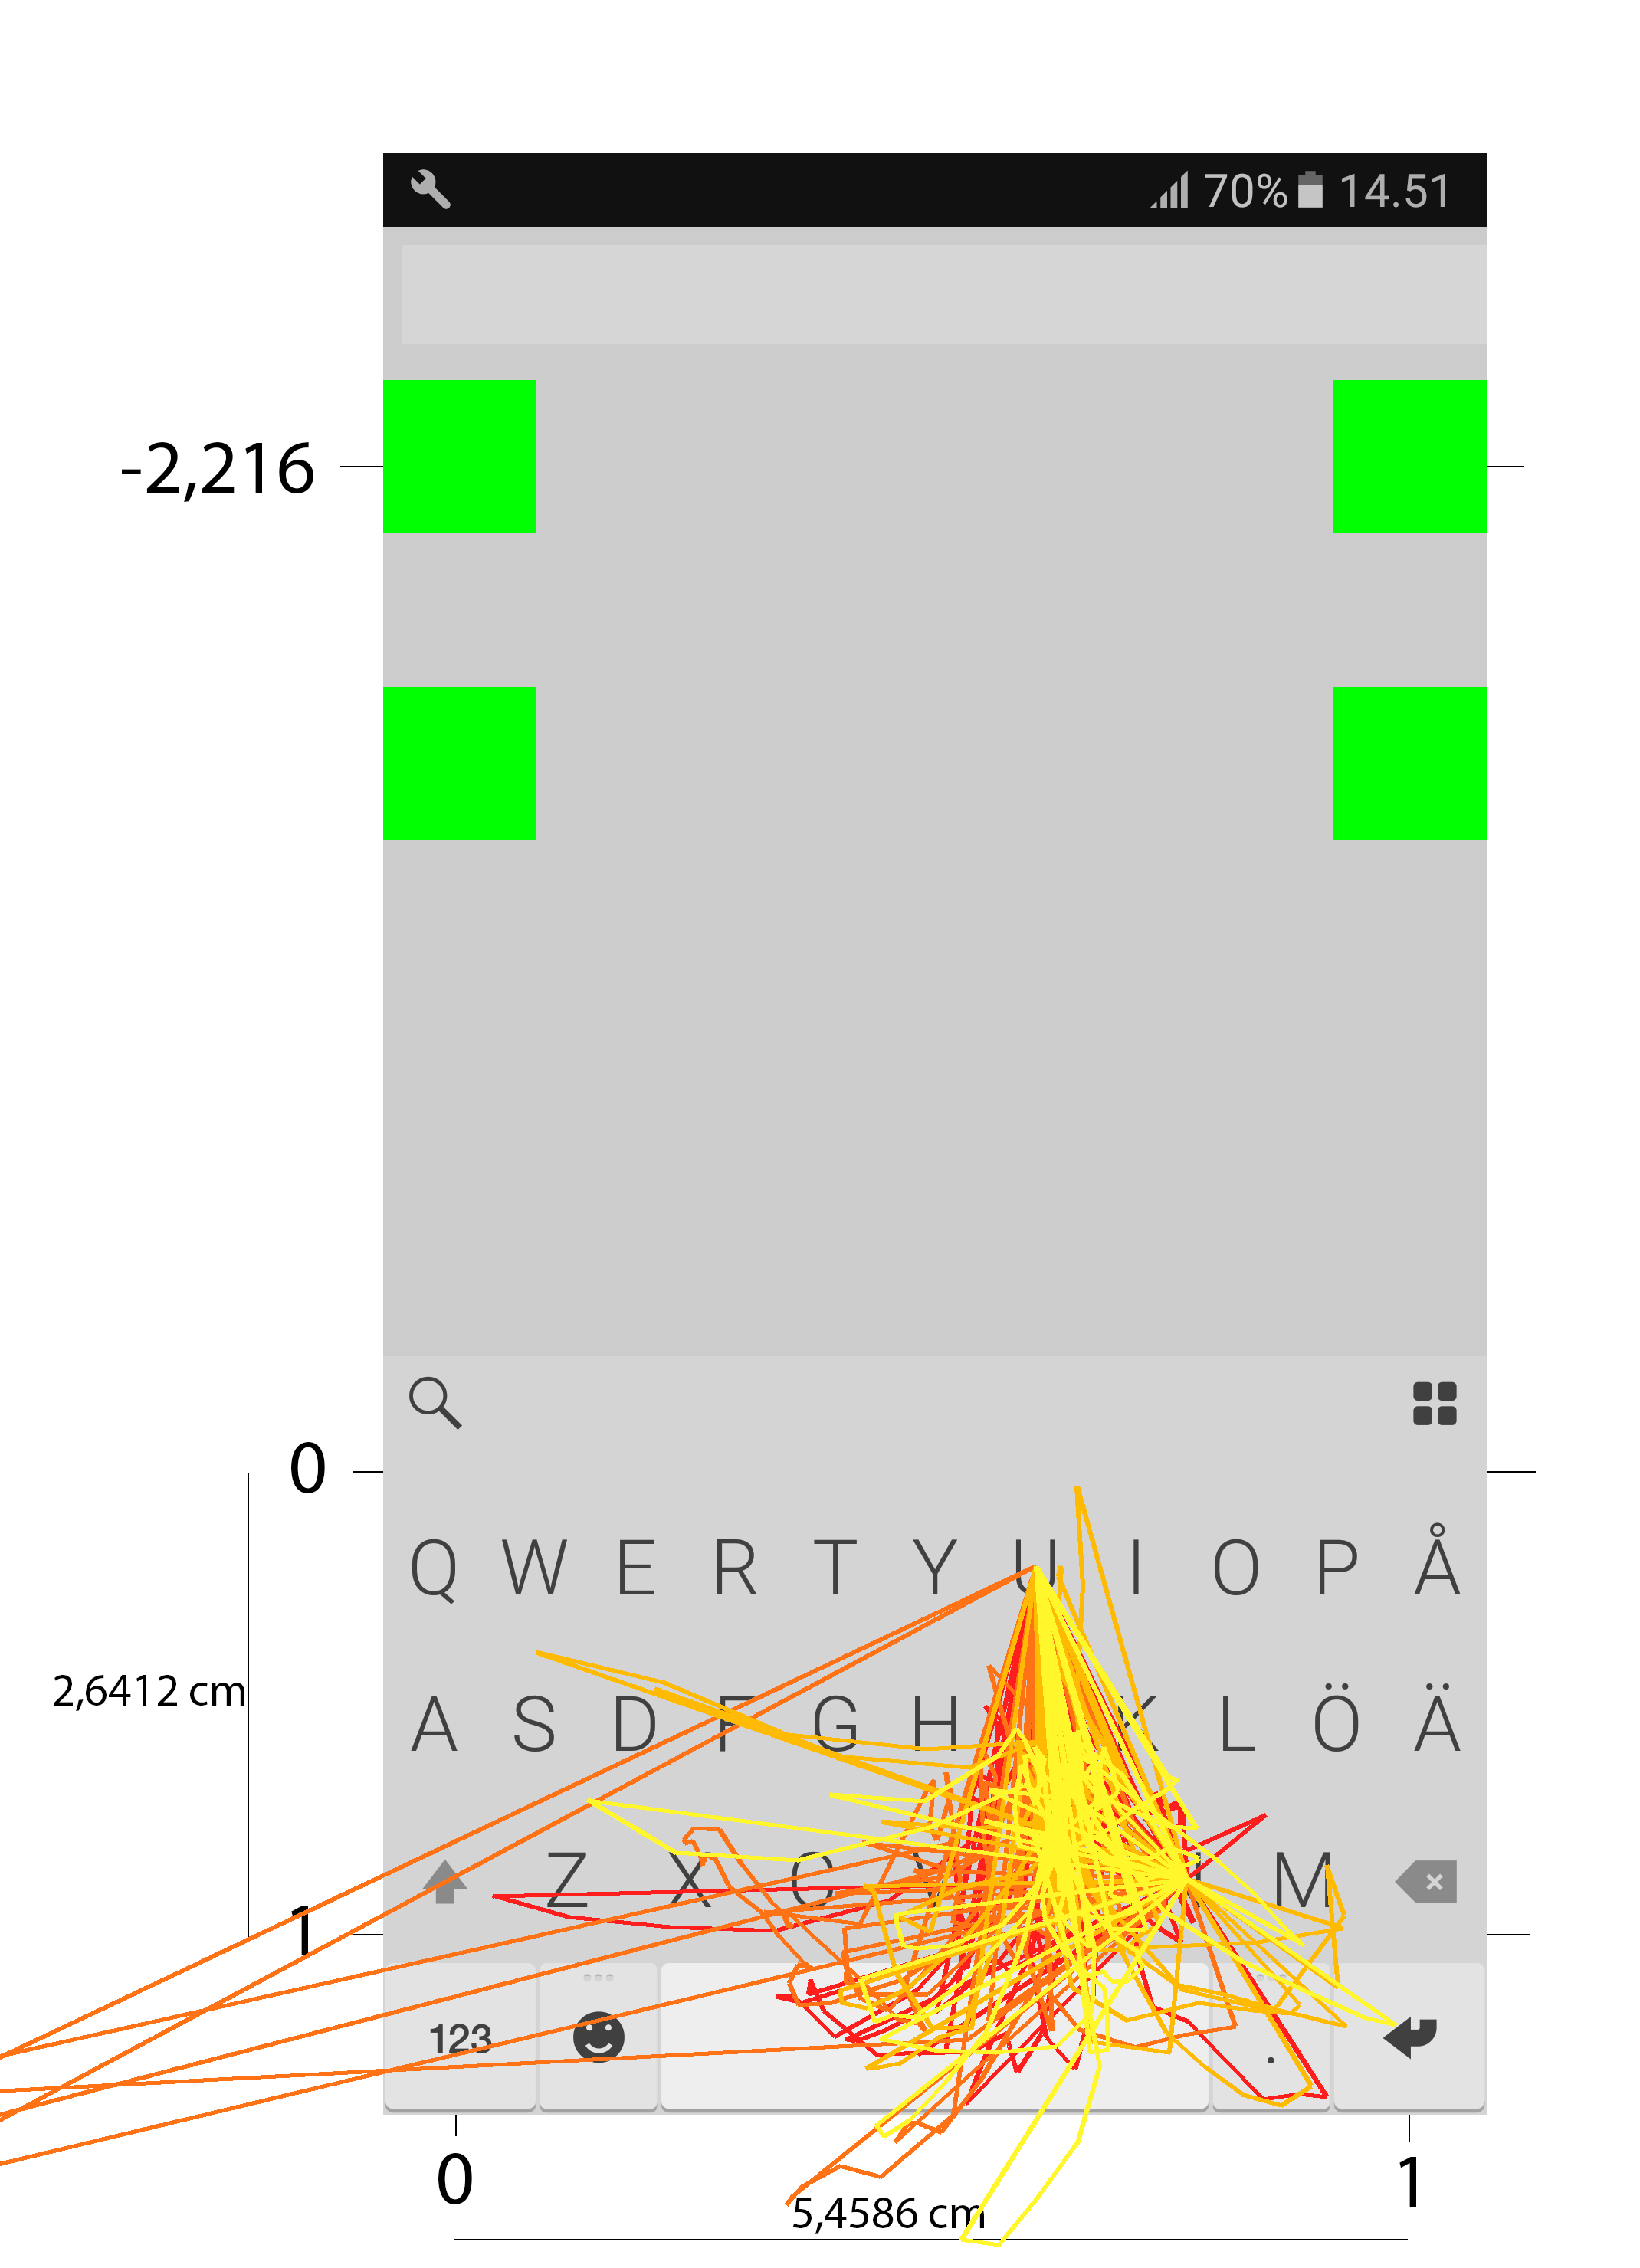 70% 14.51
-2,216
0
Q W E R T Y U I O P Å
2,6412 cm
A S D F G H K L Ö Ä
Z X C V M
1
123
.
0 1
5,4586 cm